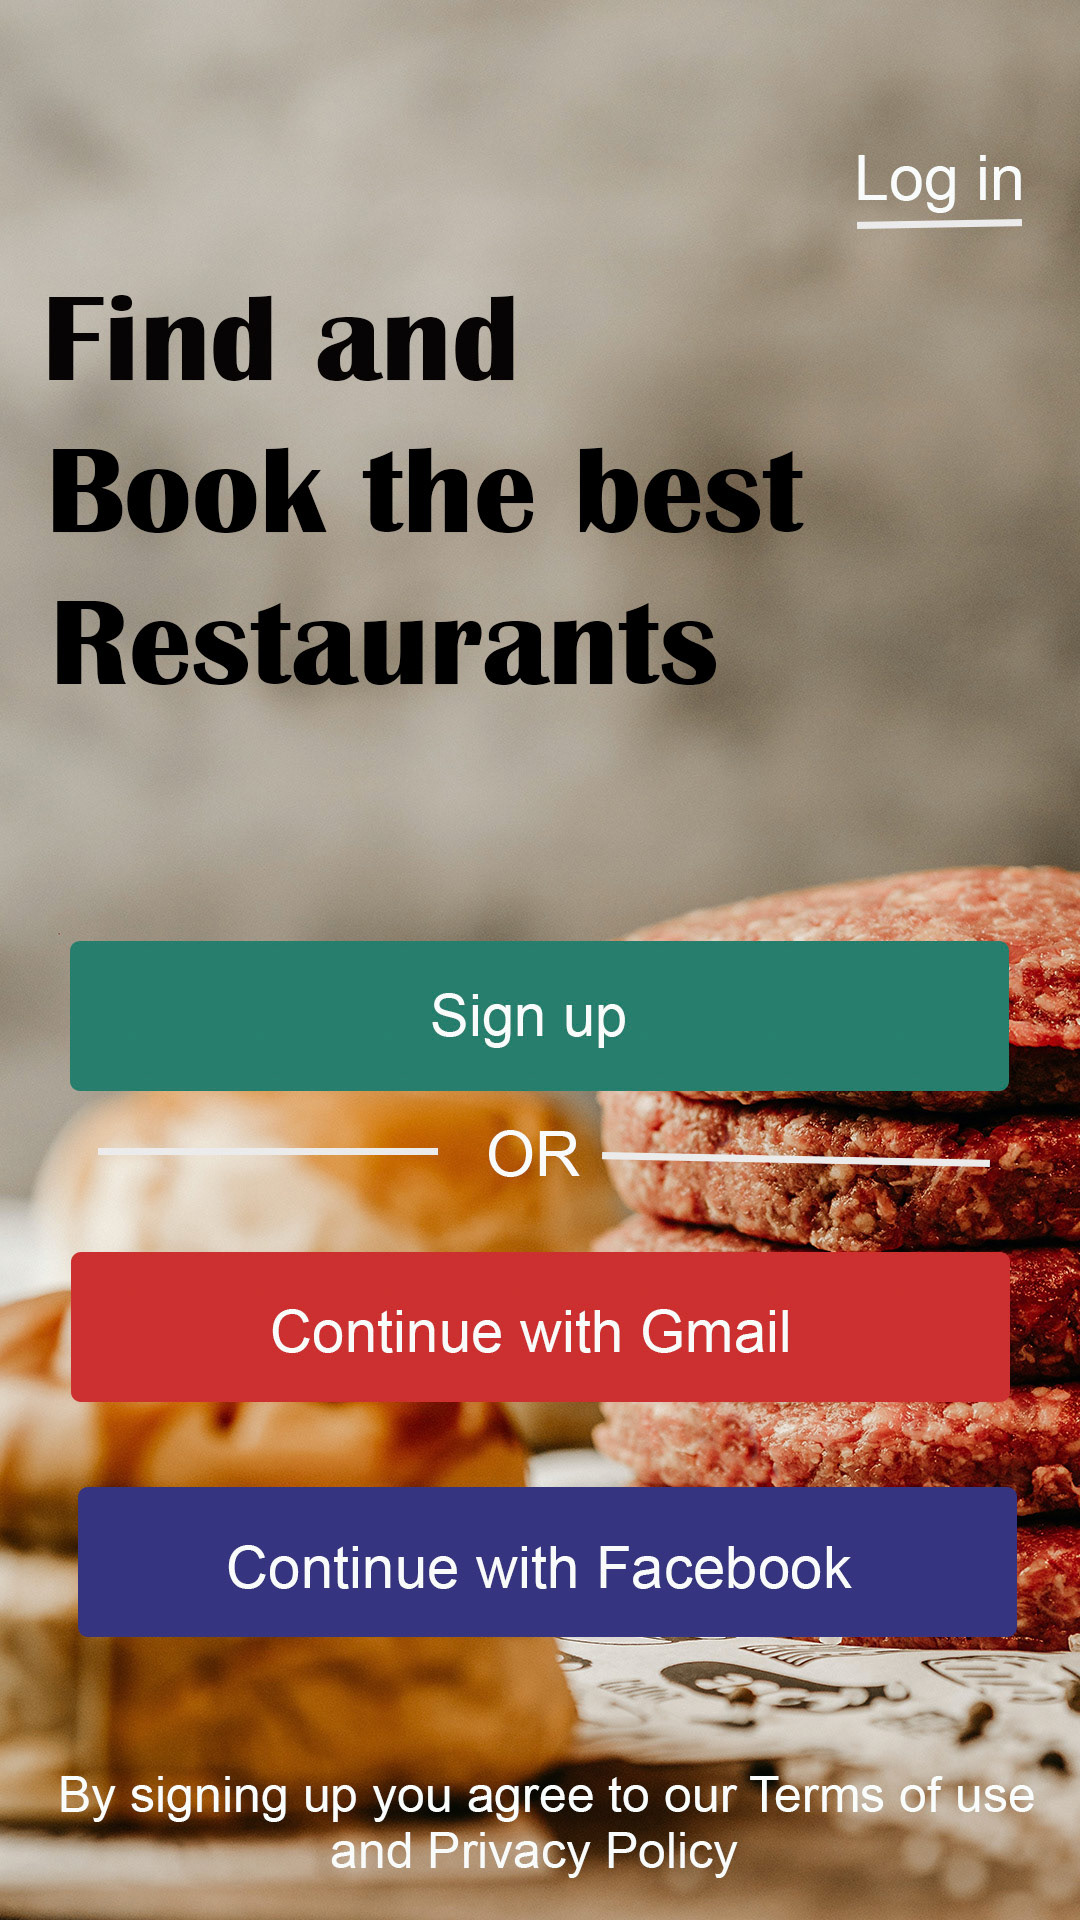 Log in
Find and
Book the best
Restaurants
Sign up
OR
Continue with Gmail
Continue with Facebook
By signing up you agree to our Terms of use
and Privacy Policy